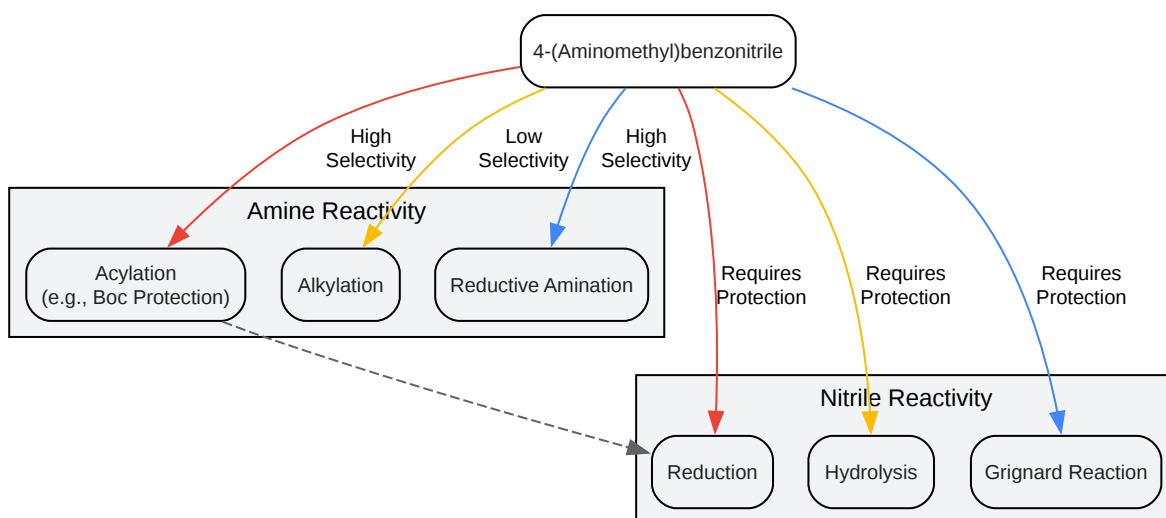 4-(Aminomethyl)benzonitrile
High
Selectivity
Low
Selectivity
High
Selectivity
Amine Reactivity
Acylation
(e.g., Boc Protection)
Alkylation
Reductive Amination
Requires
Protection
Requires
Protection
Requires
Protection
Nitrile Reactivity
Reduction
Hydrolysis
Grignard Reaction